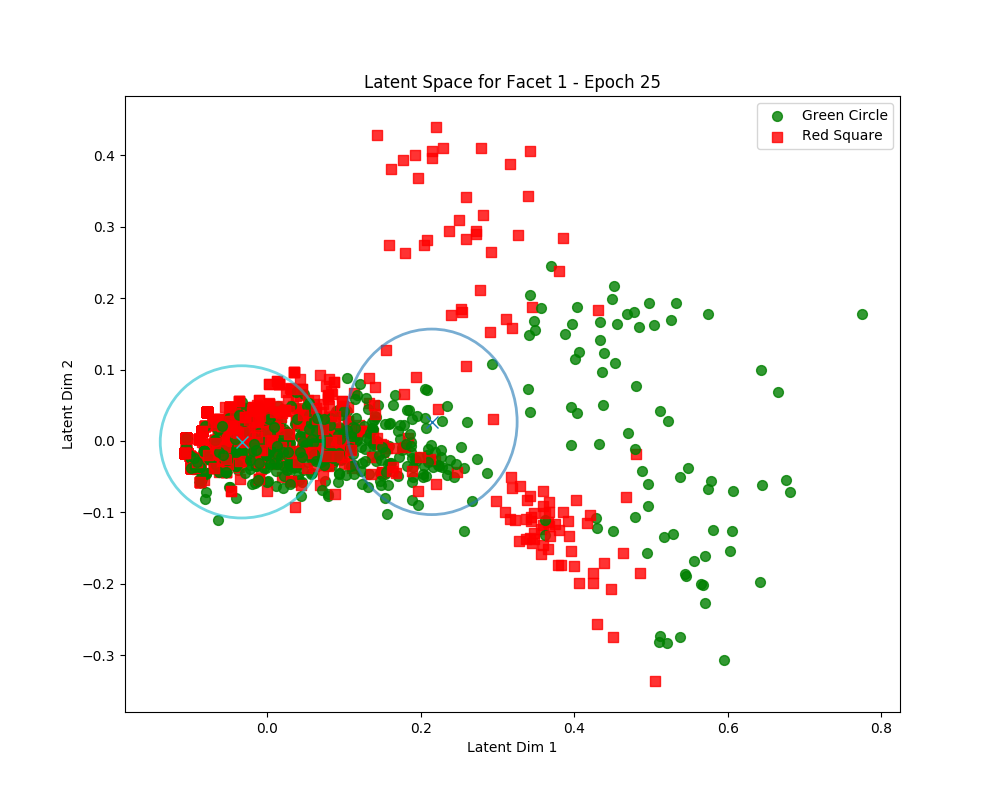 Latent Space for Facet 1 - Epoch 25
Green Circle
Red Square
Latent Dim 2
0.4
0.3
0.2
0.1
0.0
−0.1
−0.2
−0.3
0.0 0.2 0.4 0.6 0.8
Latent Dim 1